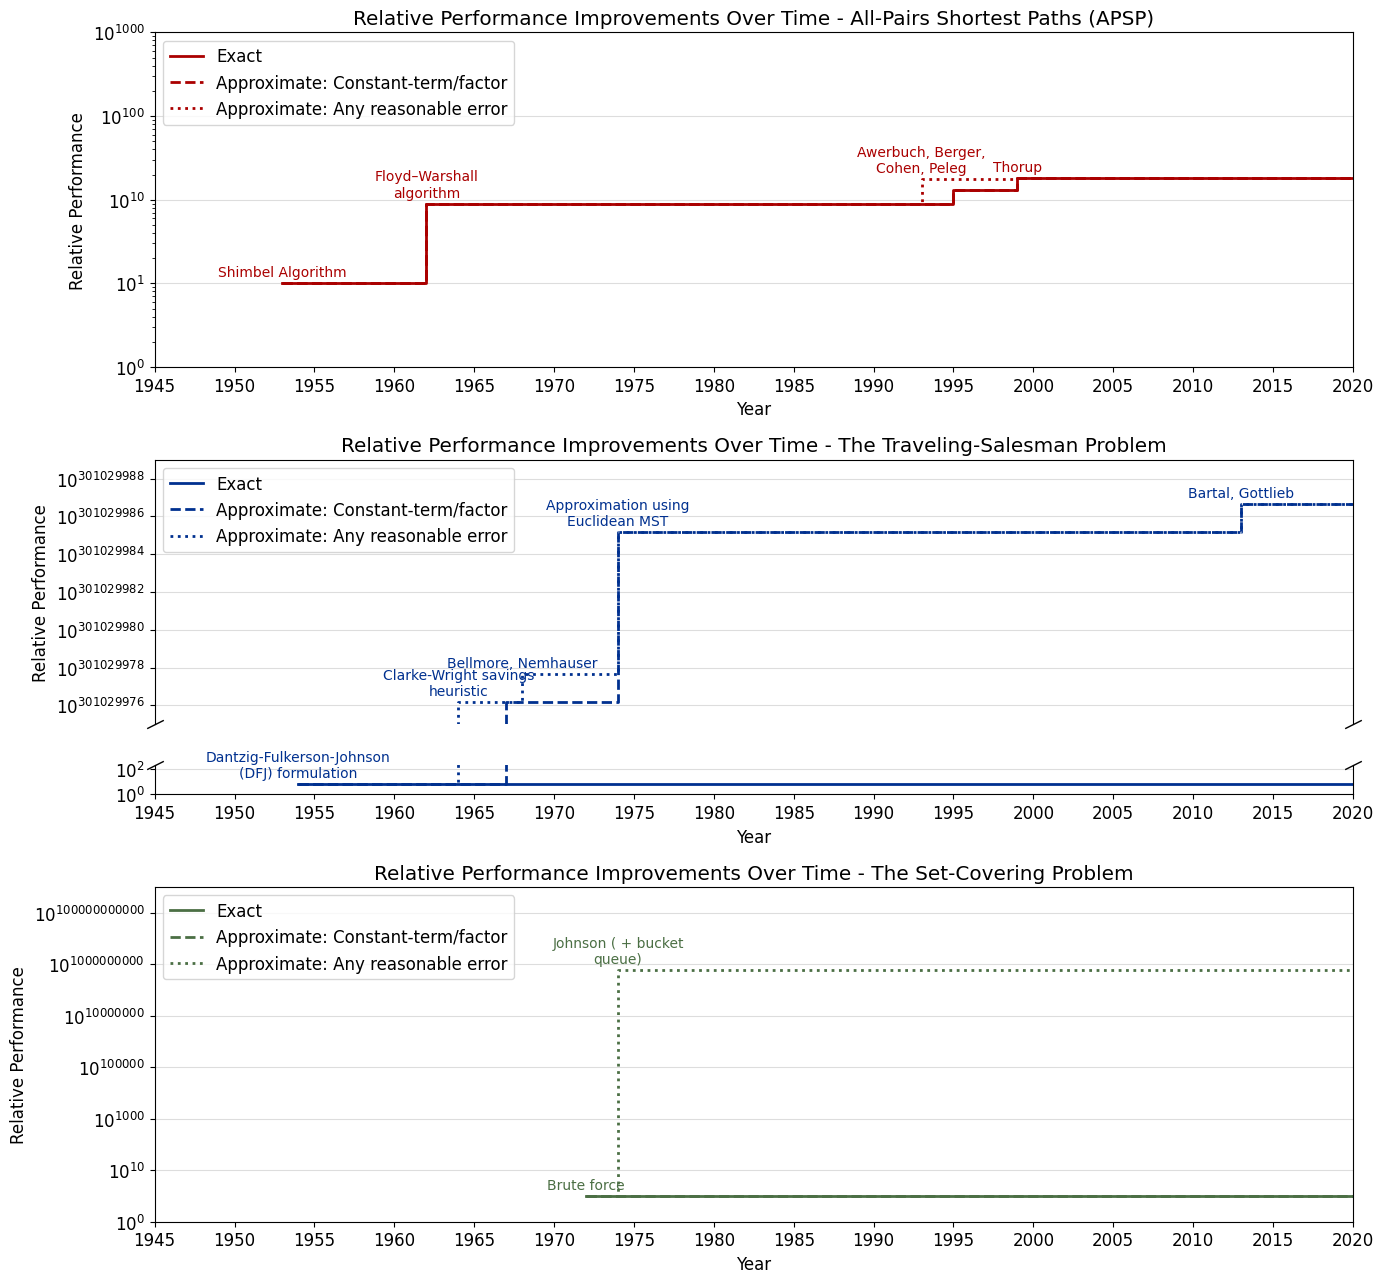 Relative Performance Improvements Over Time - All-Pairs Shortest Paths (APSP)
Relative Performance
10^1000
10^100
10^10
10^1
10^0
Exact
Approximate: Constant-term/factor
Approximate: Any reasonable error
Shimbel Algorithm
Floyd–Warshall
algorithm
Awerbuch, Berger,
Cohen, Peleg
Thorup
1945 1950 1955 1960 1965 1970 1975 1980 1985 1990 1995 2000 2005 2010 2015 2020
Year
Relative Performance Improvements Over Time - The Traveling-Salesman Problem
Relative Performance
10^301029988
10^301029986
10^301029984
10^301029982
10^301029980
10^301029978
10^301029976
10^2
10^0
Exact
Approximate: Constant-term/factor
Approximate: Any reasonable error
Dantzig-Fulkerson-Johnson
(DFJ) formulation
Clarke-Wright savings
heuristic
Bellmore, Nemhauser
Approximation using
Euclidean MST
Bartal, Gottlieb
1945 1950 1955 1960 1965 1970 1975 1980 1985 1990 1995 2000 2005 2010 2015 2020
Year
Relative Performance Improvements Over Time - The Set-Covering Problem
Relative Performance
10^100000000000
10^1000000000
10^10000000
10^100000
10^1000
10^10
10^0
Exact
Approximate: Constant-term/factor
Approximate: Any reasonable error
Johnson ( + bucket
queue)
Brute force
1945 1950 1955 1960 1965 1970 1975 1980 1985 1990 1995 2000 2005 2010 2015 2020
Year